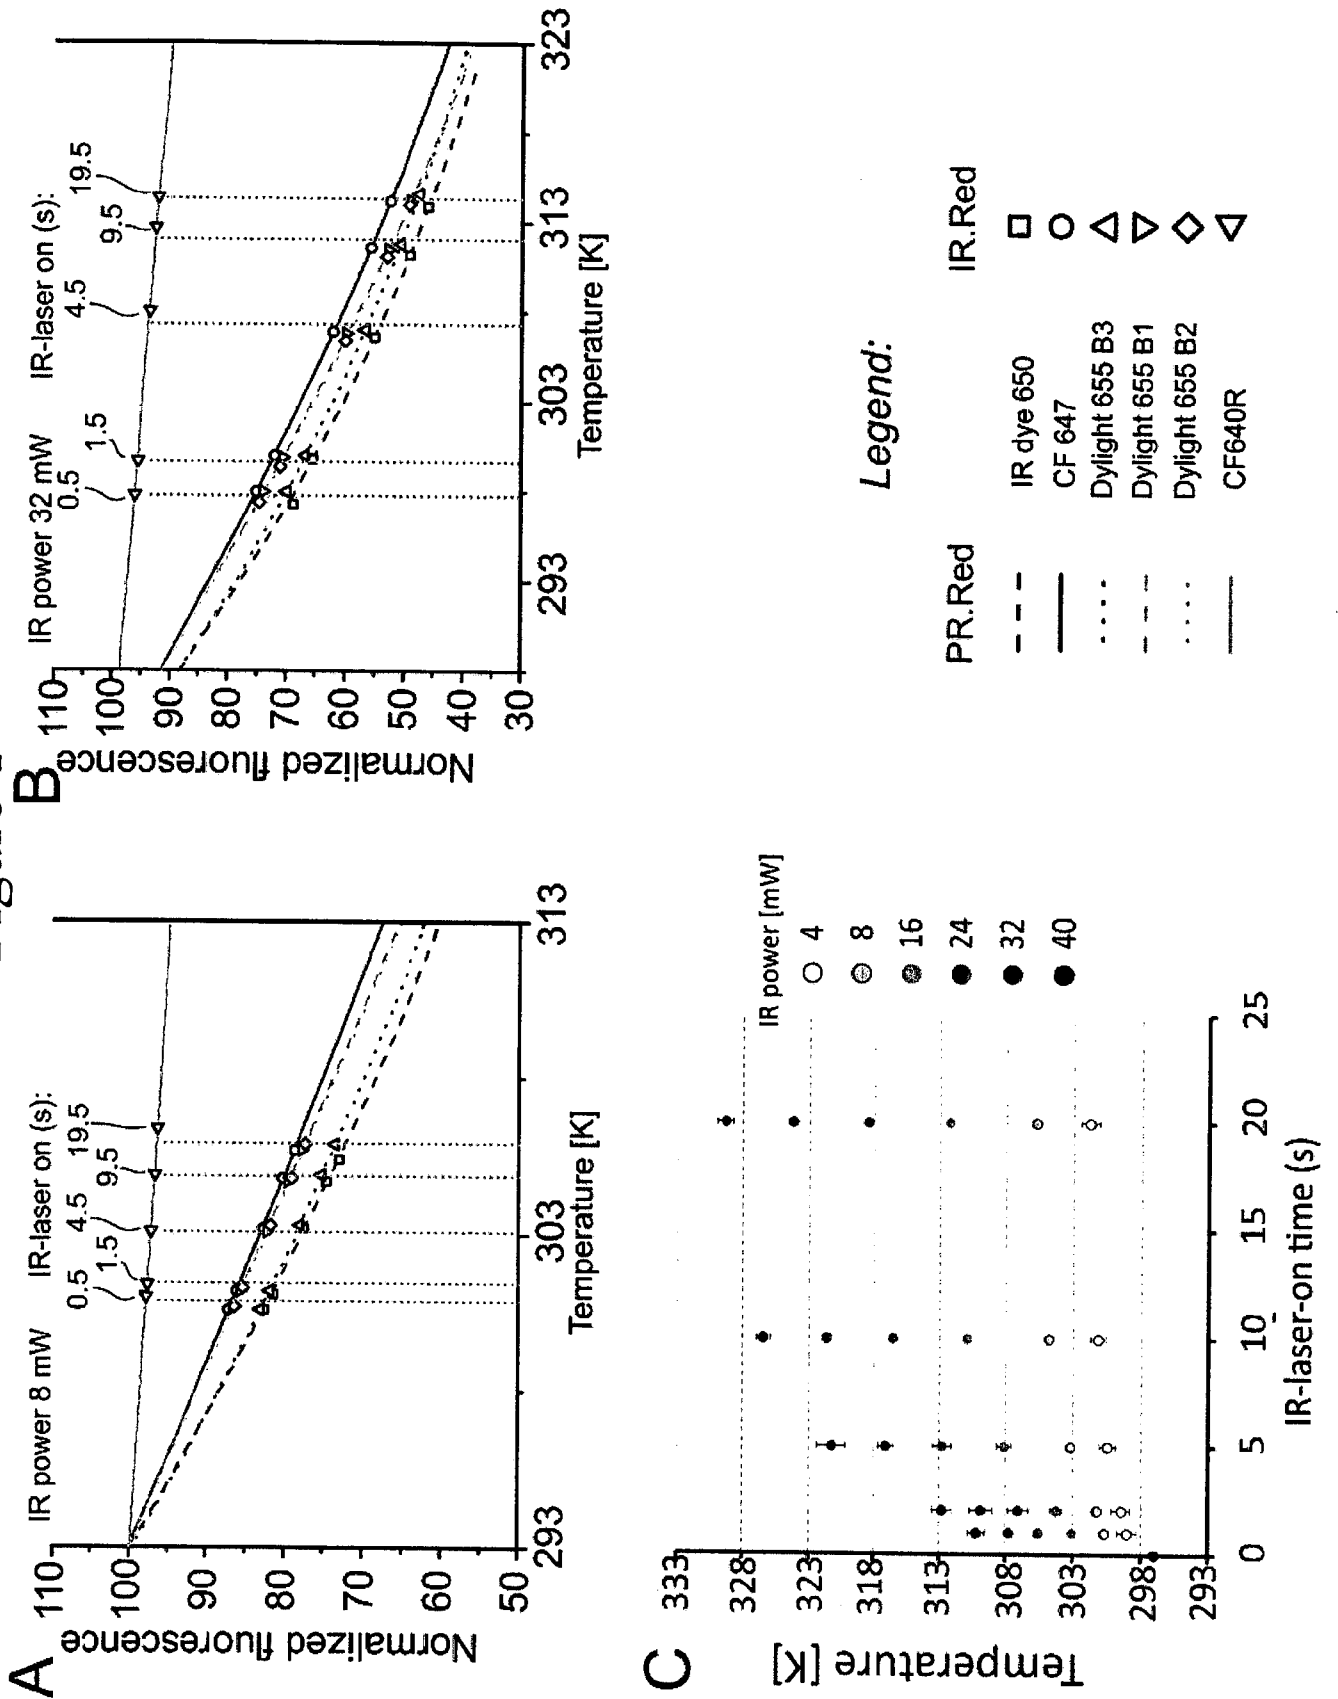 A
IR power 8 mW
IR-laser on (s):
0.5
1.5
4.5
9.5
19.5
110
100
90
80
70
60
50
Normalized fluorescence
293
303
313
Temperature [K]
B
IR power 32 mW
IR-laser on (s):
0.5
1.5
4.5
9.5
19.5
110
100
90
80
70
60
50
40
30
Normalized fluorescence
293
303
313
323
Temperature [K]
C
333
328
323
318
313
308
303
298
293
Temperature [K]
0
5
10
15
20
25
IR-laser-on time (s)
IR power [mW]
4
8
16
24
32
40
Legend:
PR.Red
IR.Red
IR dye 650
CF 647
Dylight 655 B3
Dylight 655 B1
Dylight 655 B2
CF640R